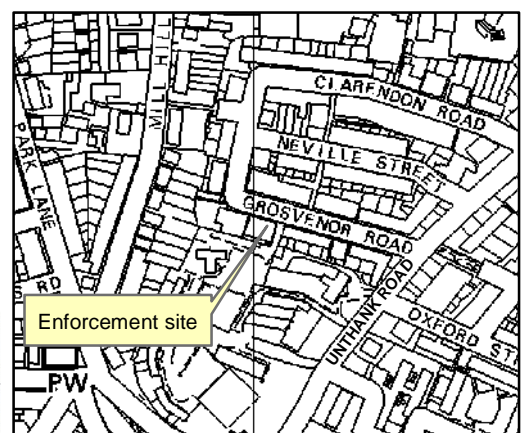 CLARENDON ROAD
MILL HILL
NEVILLE STREET
PARK LANE
GROSVENOR ROAD
RD
UNTHANK ROAD
Enforcement site
OXFORD ST
PW